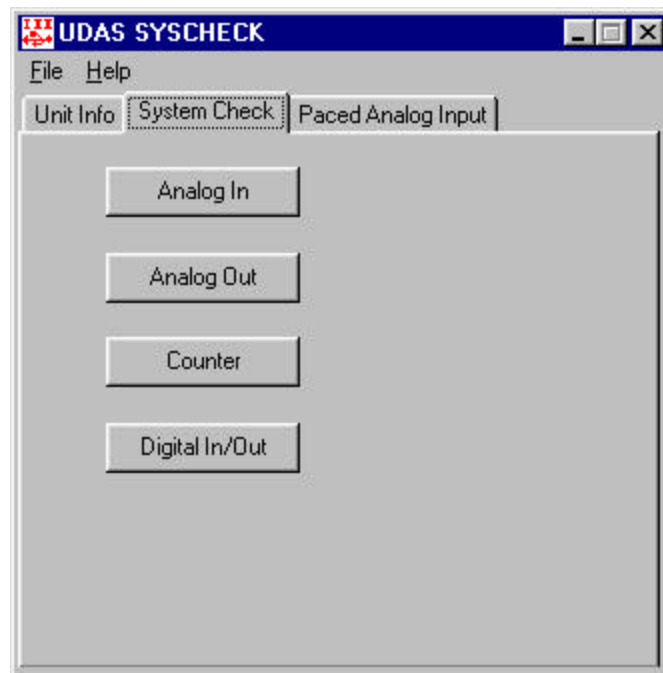 UDAS SYSCHECK
File Help
Unit Info System Check Paced Analog Input
Analog In
Analog Out
Counter
Digital In/Out